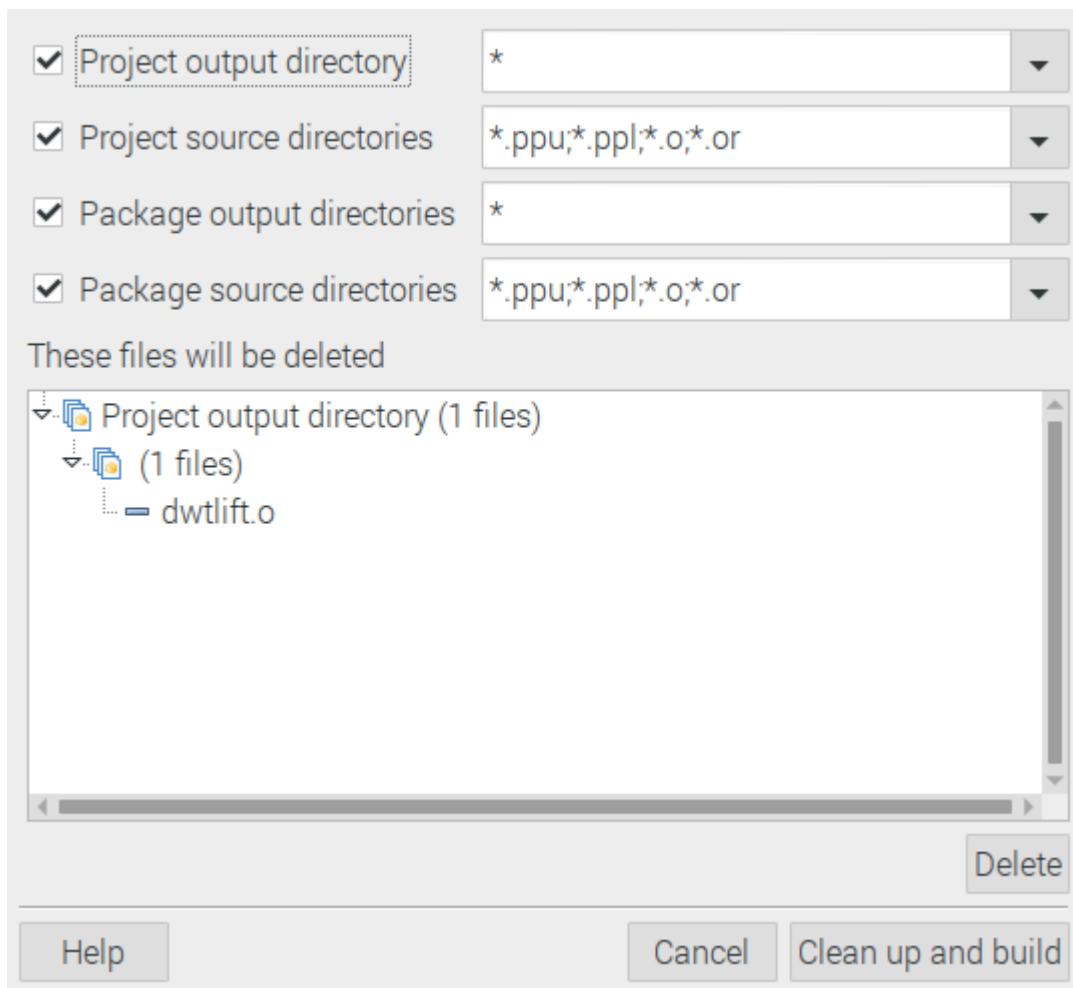 Project output directory *
Project source directories *.ppu;*.ppl;*.o;*.or
Package output directories *
Package source directories *.ppu;*.ppl;*.o;*.or
These files will be deleted
Project output directory (1 files)
(1 files)
dwtlift.o
Delete
Help Cancel Clean up and build